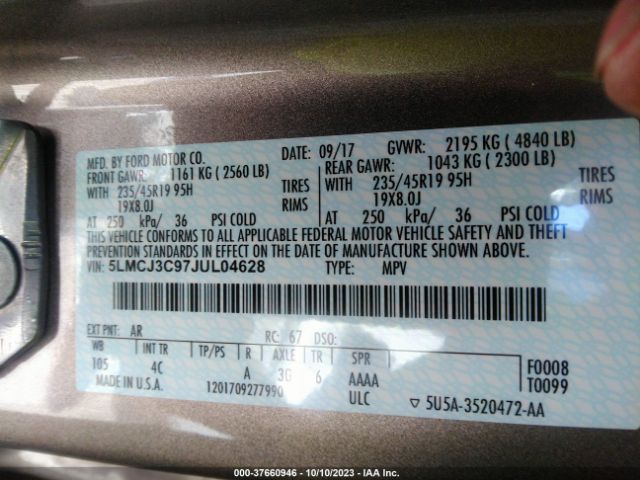 MFD. BY FORD MOTOR CO. DATE: 09/17 GVWR: 2195 KG ( 4840 LB)
FRONT GAWR: 1161 KG ( 2560 LB) REAR GAWR: 1043 KG ( 2300 LB)
WITH 235/45R19 95H TIRES WITH 235/45R19 95H TIRES
19X8.0J RIMS 19X8.0J RIMS
AT 250 kPa/ 36 PSI COLD AT 250 kPa/ 36 PSI COLD
THIS VEHICLE CONFORMS TO ALL APPLICABLE FEDERAL MOTOR VEHICLE SAFETY AND THEFT
PREVENTION STANDARDS IN EFFECT ON THE DATE OF MANUFACTURE SHOWN ABOVE.
VIN: 5LMCJ3C97JUL04628 TYPE: MPV
EXT PNT: AR RC: 67 DSO:
WB INT TR TP/PS R AXLE TR SPR F0008
105 4C A 3G 6 AAAA T0099
MADE IN U.S.A. 1201709277990 ULC ▽ 5U5A-3520472-AA
000-37660946 - 10/10/2023 - IAA Inc.